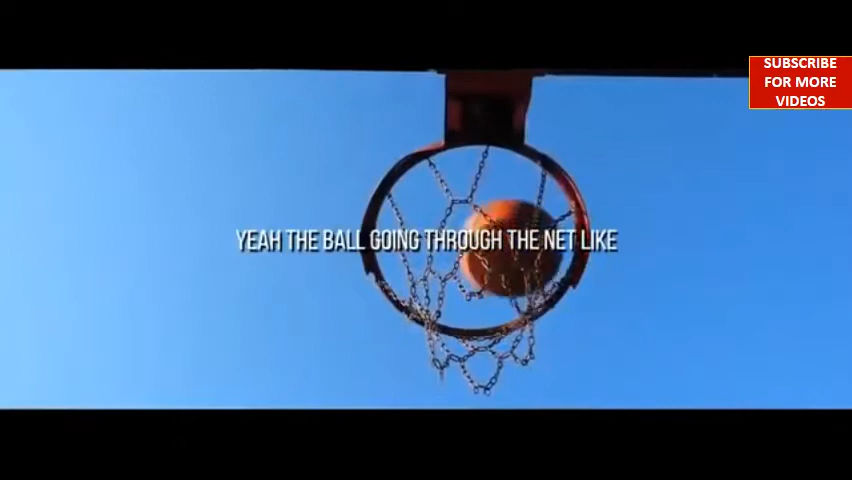 SUBSCRIBE
FOR MORE
VIDEOS
YEAH THE BALL GOING THROUGH THE NET LIKE